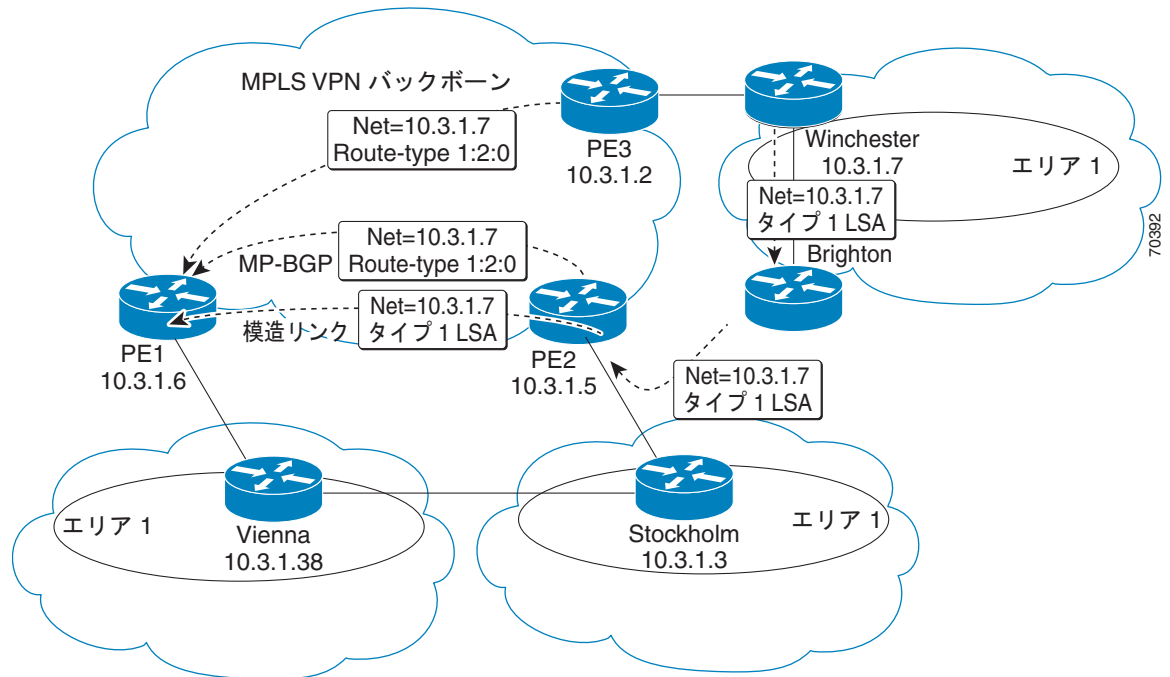 MPLS VPN バックボーン
Net=10.3.1.7
Route-type 1:2:0
PE3
10.3.1.2
Winchester
10.3.1.7
エリア 1
Net=10.3.1.7
タイプ 1 LSA
Brighton
70392
MP-BGP
Net=10.3.1.7
Route-type 1:2:0
模造リンク
Net=10.3.1.7
タイプ 1 LSA
PE1
10.3.1.6
PE2
10.3.1.5
Net=10.3.1.7
タイプ 1 LSA
エリア 1
Vienna
10.3.1.38
Stockholm
10.3.1.3
エリア 1